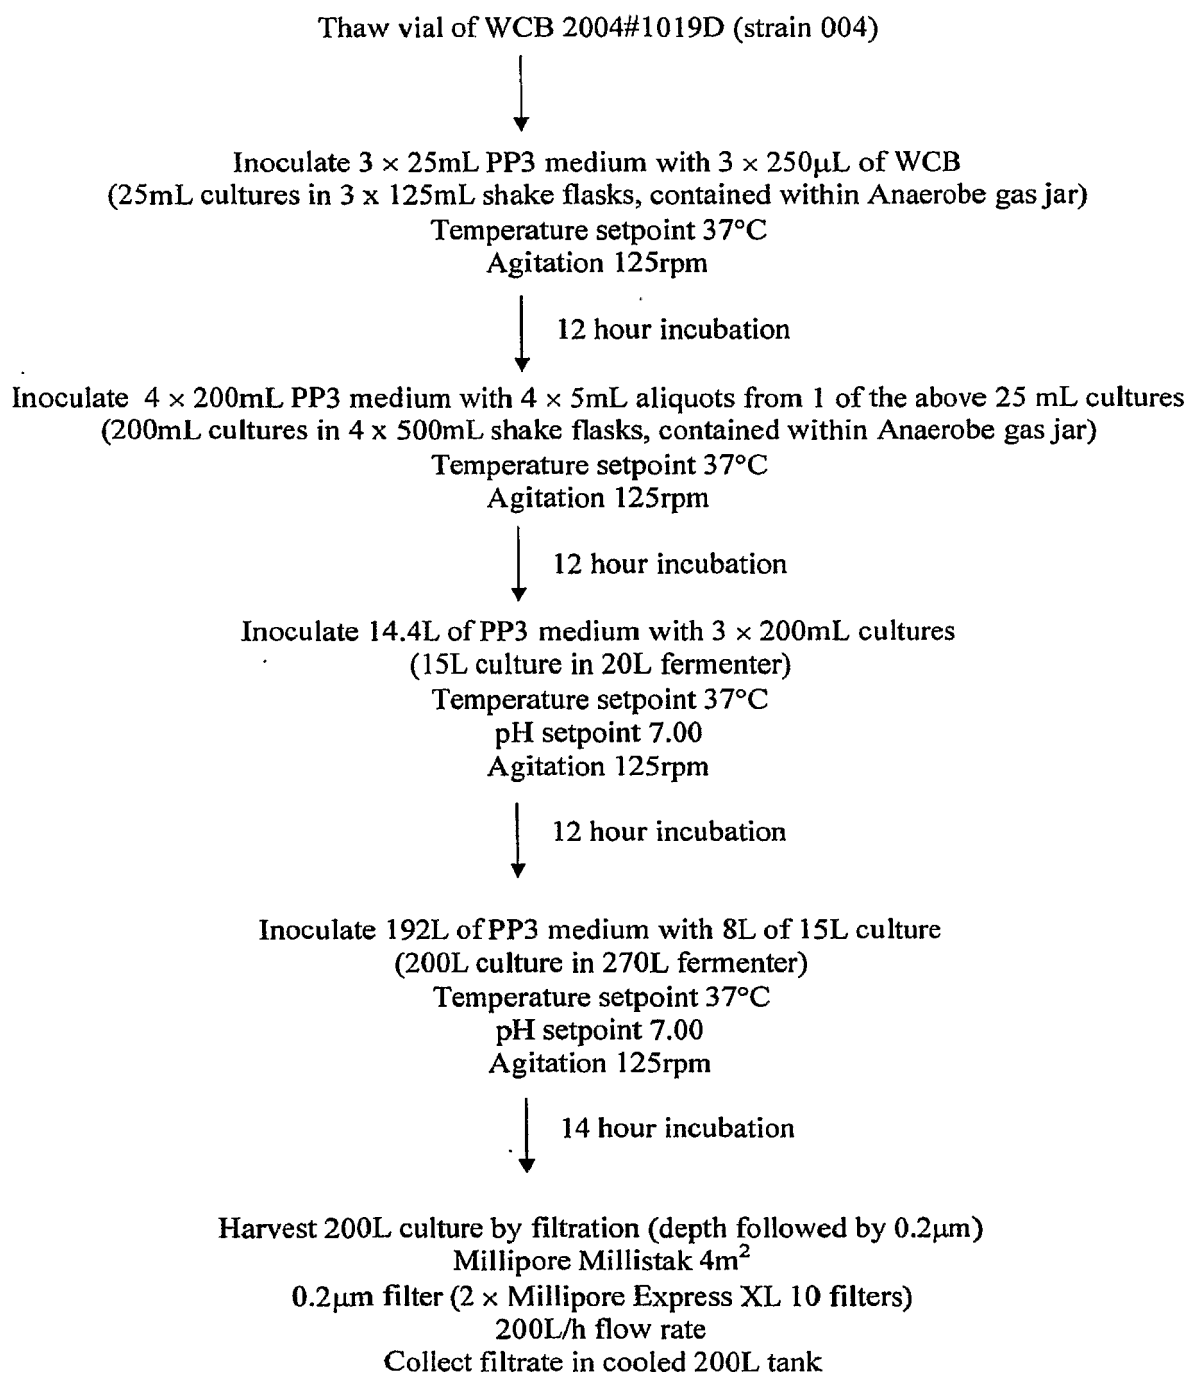 Thaw vial of WCB 2004#1019D (strain 004)
Inoculate 3 × 25mL PP3 medium with 3 × 250μL of WCB
(25mL cultures in 3 x 125mL shake flasks, contained within Anaerobe gas jar)
Temperature setpoint 37°C
Agitation 125rpm
12 hour incubation
Inoculate 4 × 200mL PP3 medium with 4 × 5mL aliquots from 1 of the above 25 mL cultures
(200mL cultures in 4 x 500mL shake flasks, contained within Anaerobe gas jar)
Temperature setpoint 37°C
Agitation 125rpm
12 hour incubation
Inoculate 14.4L of PP3 medium with 3 × 200mL cultures
(15L culture in 20L fermenter)
Temperature setpoint 37°C
pH setpoint 7.00
Agitation 125rpm
12 hour incubation
Inoculate 192L of PP3 medium with 8L of 15L culture
(200L culture in 270L fermenter)
Temperature setpoint 37°C
pH setpoint 7.00
Agitation 125rpm
14 hour incubation
Harvest 200L culture by filtration (depth followed by 0.2μm)
Millipore Millistak 4m²
0.2μm filter (2 × Millipore Express XL 10 filters)
200L/h flow rate
Collect filtrate in cooled 200L tank